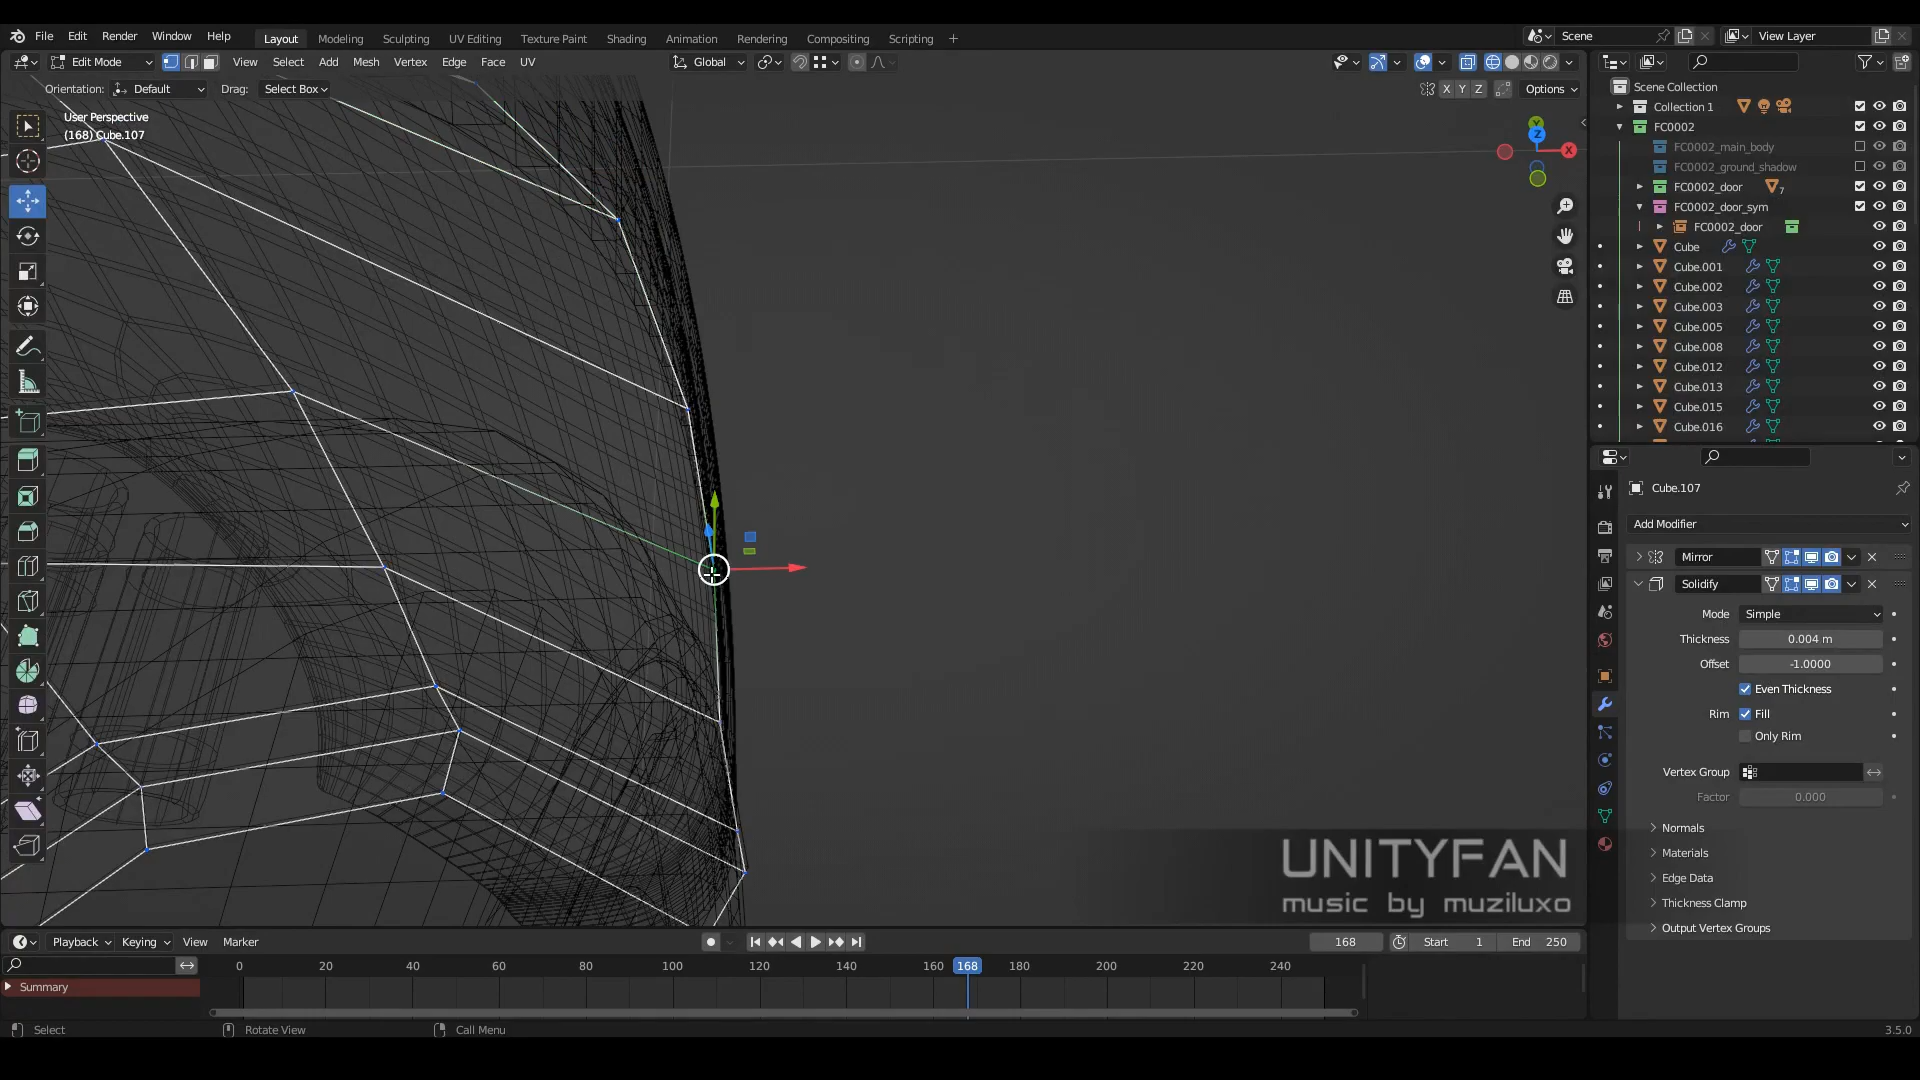 File Edit Render Window Help
Layout Modeling Sculpting UV Editing Texture Paint Shading Animation Rendering Compositing Scripting
Scene
View Layer
Edit Mode
View Select Add Mesh Vertex Edge Face UV
Global
Orientation: Default
Drag: Select Box
X Y Z
Options
User Perspective
(168) Cube.107
Y
Z
X
Scene Collection
Collection 1
FC0002
FC0002_main_body
FC0002_ground_shadow
FC0002_door
7
FC0002_door_sym
FC0002_door
Cube
Cube.001
Cube.002
Cube.003
Cube.005
Cube.008
Cube.012
Cube.013
Cube.015
Cube.016
Cube.107
Add Modifier
Mirror
Solidify
Mode Simple
Thickness 0.004 m
Offset -1.0000
Even Thickness
Rim Fill
Only Rim
Vertex Group
Factor 0.000
Normals
Materials
Edge Data
Thickness Clamp
Output Vertex Groups
UNITYFAN
music by muziluxo
Playback Keying View Marker
168
Start 1
End 250
0 20 40 60 80 100 120 140 160 168 180 200 220 240
Summary
Select
Rotate View
Call Menu
3.5.0